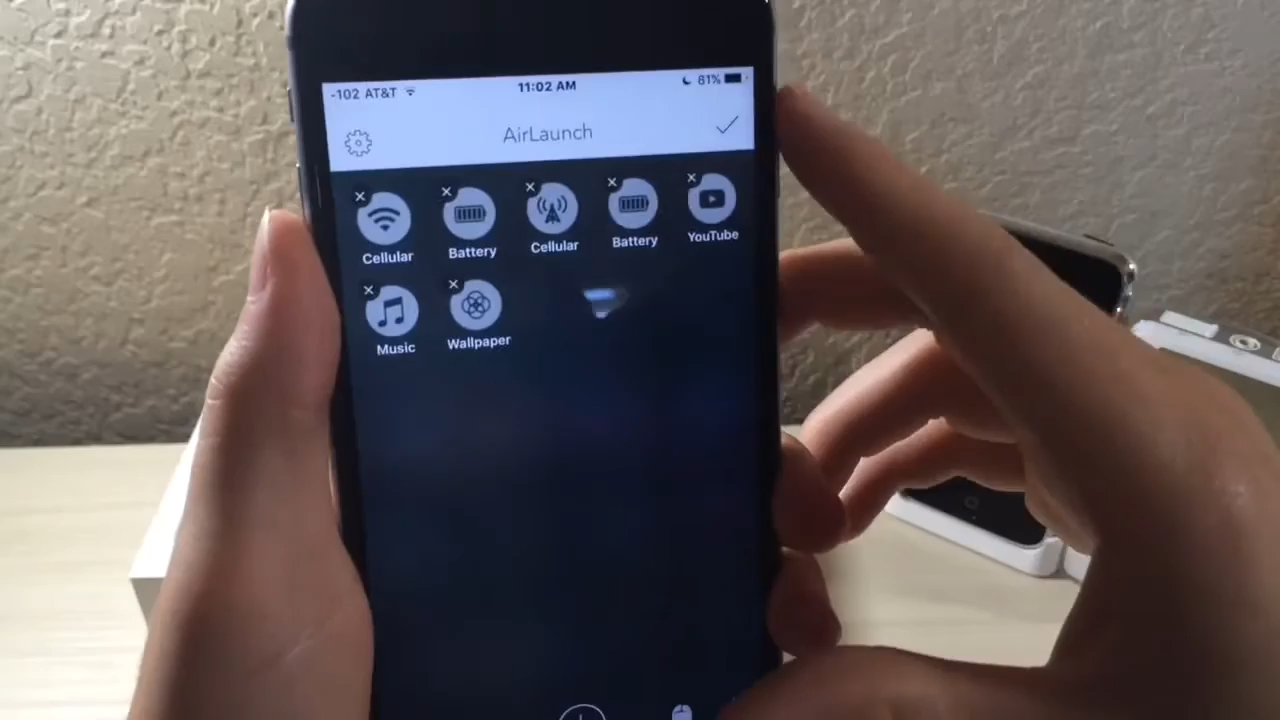 -102 AT&T 11:02 AM 81%
AirLaunch
Cellular Battery Cellular Battery YouTube
Music Wallpaper